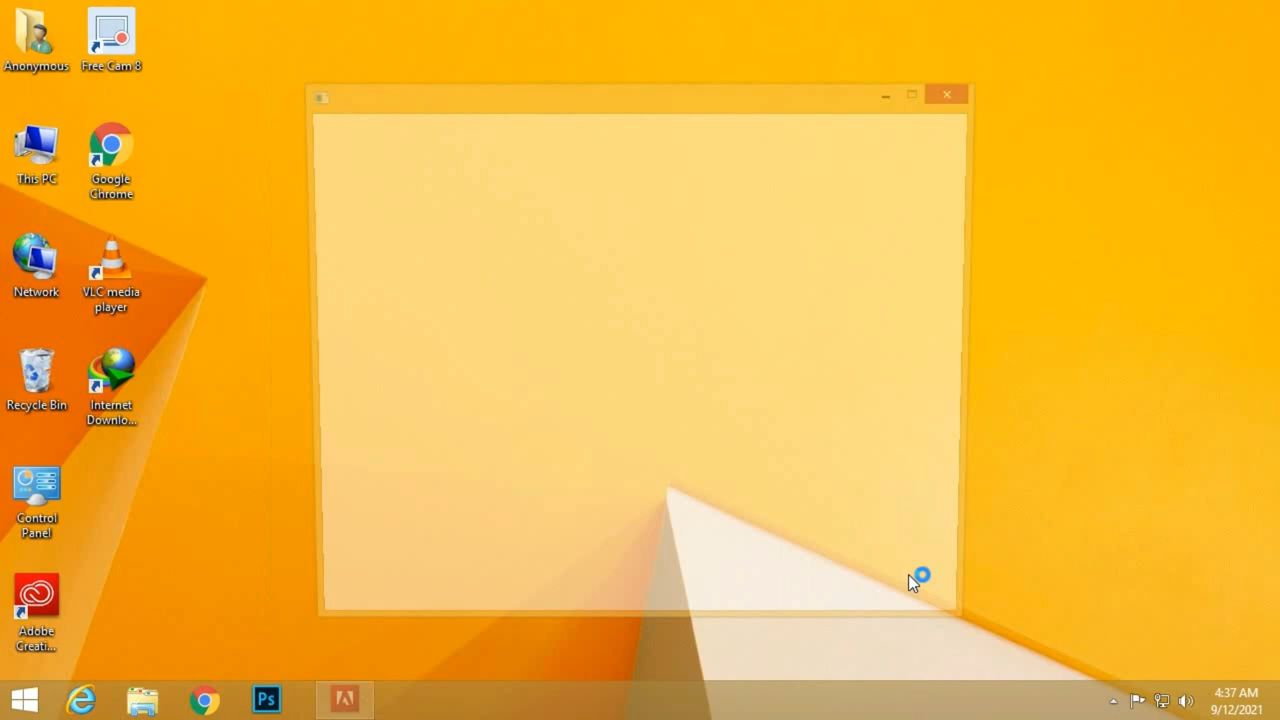 Anonymous
Free Cam 8
This PC
Google
Chrome
Network
VLC media
player
Recycle Bin
Internet
Downlo...
Control
Panel
Adobe
Creati...
Ps
4:37 AM
9/12/2021